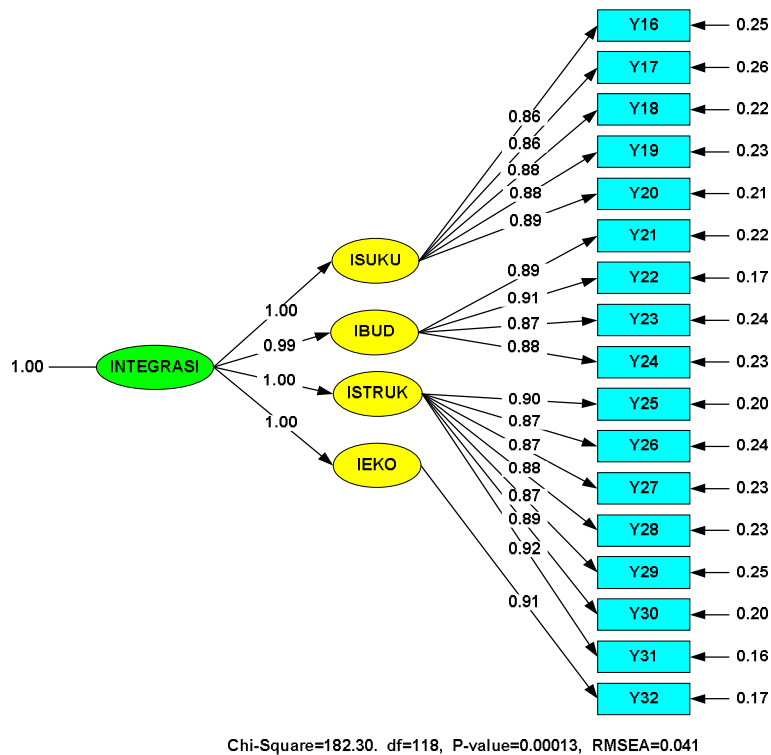 Y16 0.25
Y17 0.26
Y18 0.22
0.86
0.86
Y19 0.23
0.88
0.88
Y20 0.21
0.89
Y21 0.22
ISUKU
0.89
Y22 0.17
0.91
1.00
Y23 0.24
0.87
IBUD
0.99
0.88
Y24 0.23
1.00
INTEGRASI
1.00
ISTRUK
0.90
Y25 0.20
0.87
1.00
Y26 0.24
0.87
IEKO
0.88
Y27 0.23
0.87
0.89
Y28 0.23
0.92
Y29 0.25
0.91
Y30 0.20
Y31 0.16
Y32 0.17
Chi-Square=182.30. df=118, P-value=0.00013, RMSEA=0.041